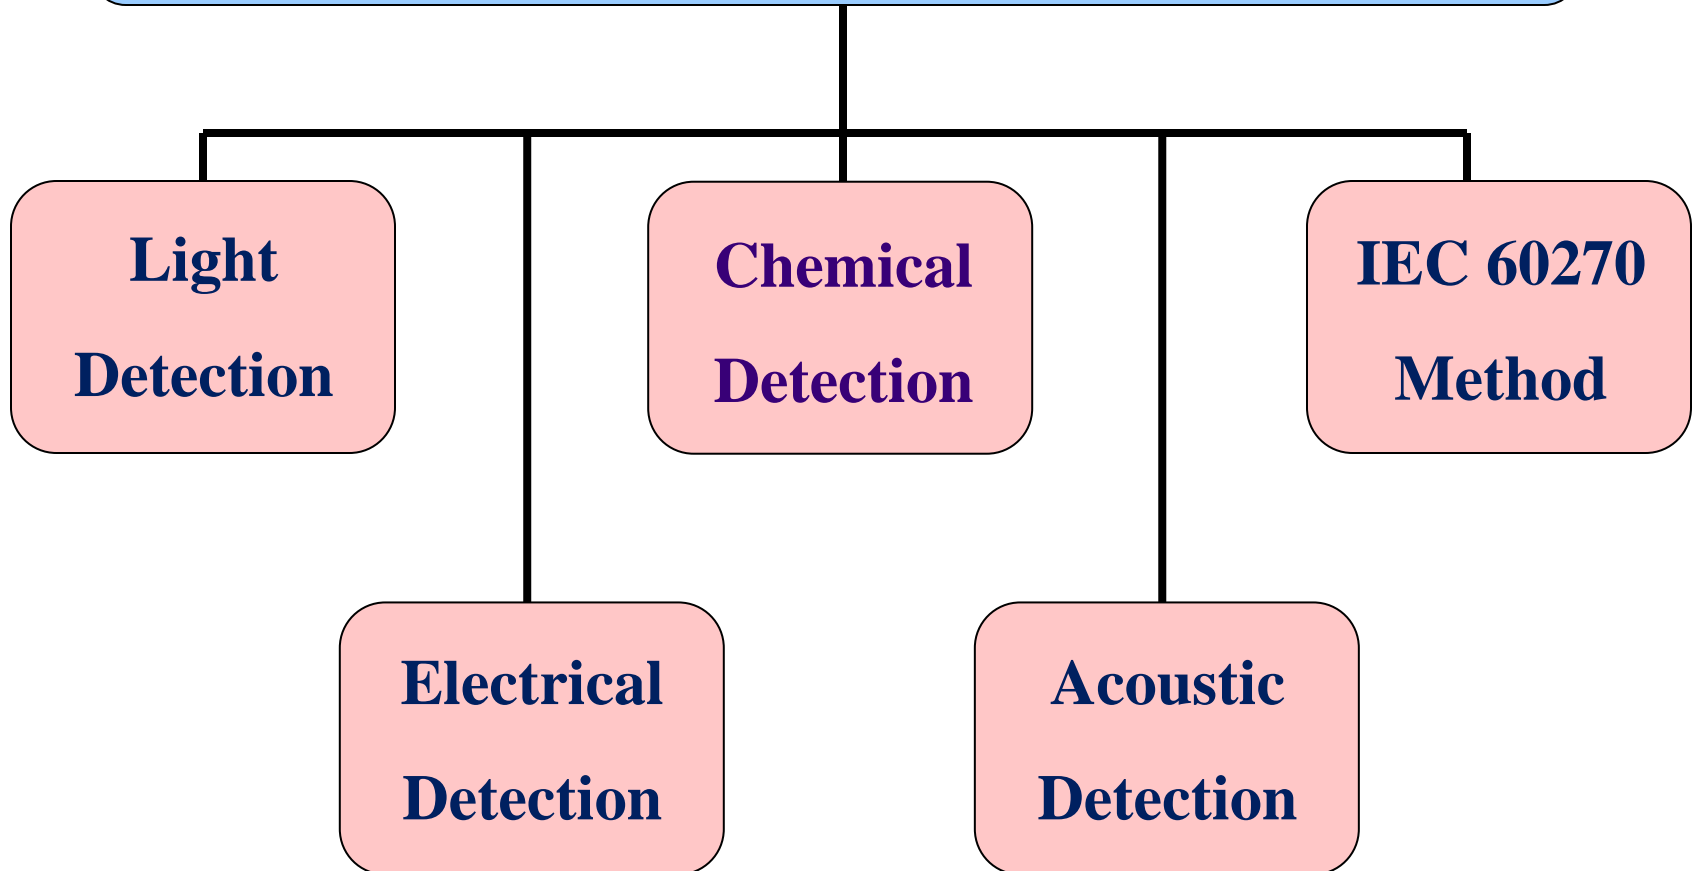 Light
Detection
Chemical
Detection
IEC 60270
Method
Electrical
Detection
Acoustic
Detection